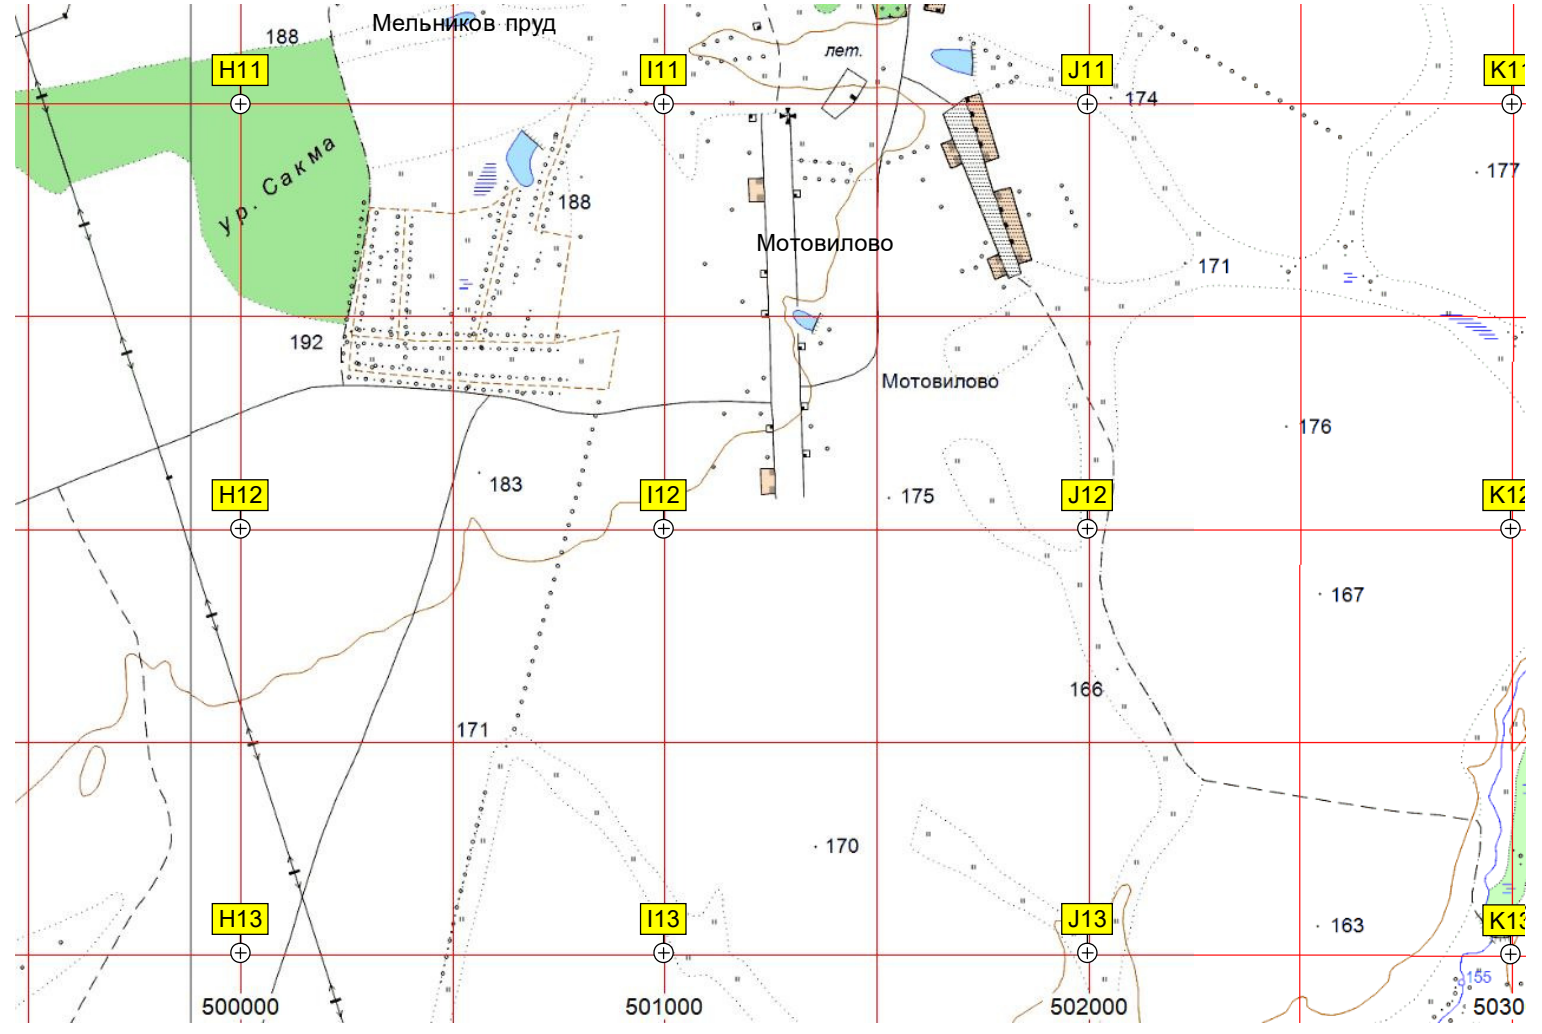 Мельников пруд
188
лет.
H11
I11
J11
K11
174
ур. Сакма
177
188
Мотовилово
171
192
Мотовилово
176
183
H12
I12
175
J12
K12
167
166
171
170
H13
I13
J13
163
K13
155
500000
501000
502000
5030